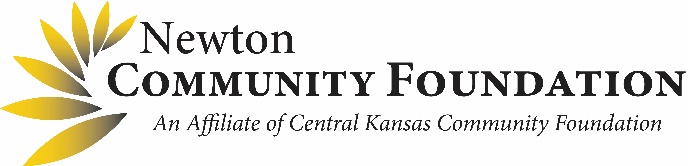 Newton
COMMUNITY FOUNDATION
An Affiliate of Central Kansas Community Foundation